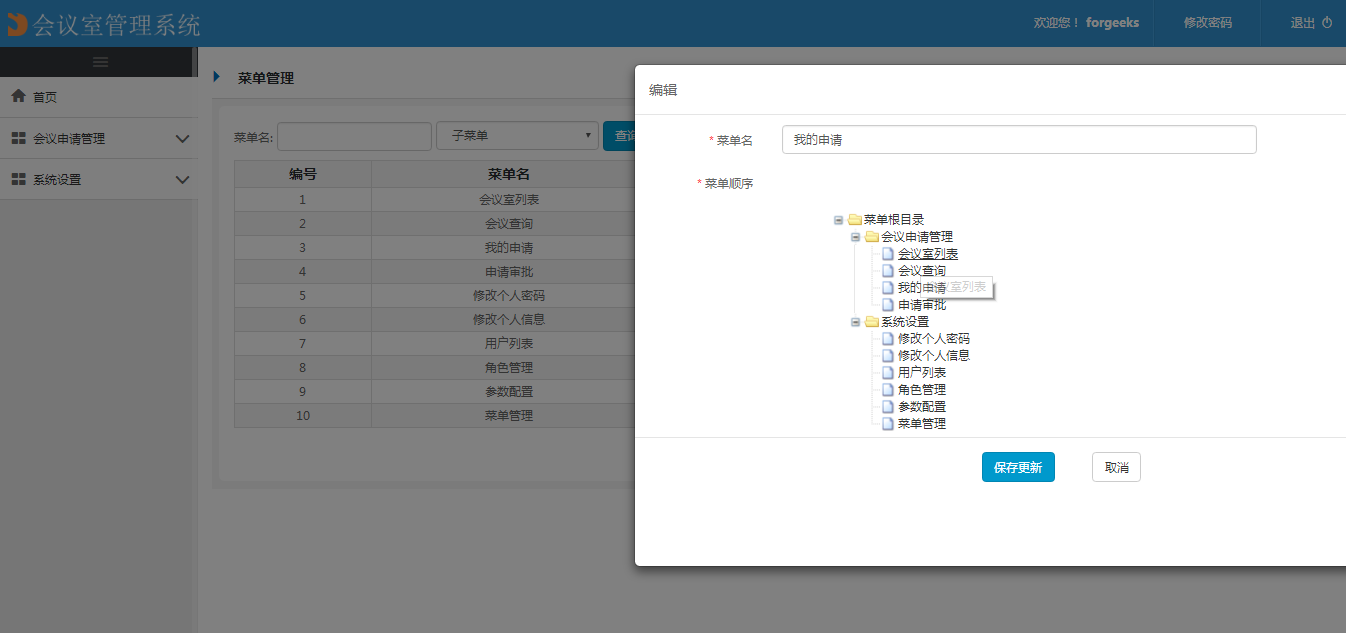 会议室管理系统
欢迎您！ forgeeks
修改密码
退出
首页
会议申请管理
系统设置
菜单管理
菜单名:
子菜单
编号 菜单名
1 会议室列表
2 会议查询
3 我的申请
4 申请审批
5 修改个人密码
6 修改个人信息
7 用户列表
8 角色管理
9 参数配置
10 菜单管理
编辑
* 菜单名 我的申请
* 菜单顺序
菜单根目录
会议申请管理
会议室列表
会议查询
我的申请
申请审批
系统设置
修改个人密码
修改个人信息
用户列表
角色管理
参数配置
菜单管理
保存更新
取消